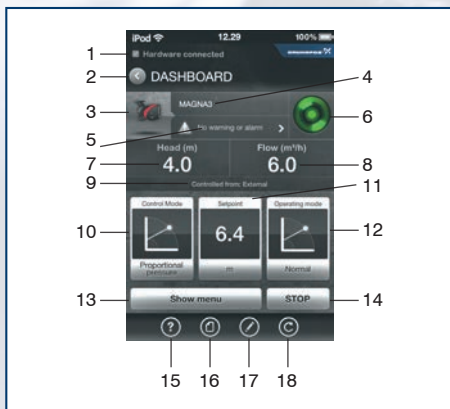 iPod 12.29 100%
1 Hardware connected
2 DASHBOARD
3 MAGNA3 4
5 No warning or alarm 6
Head (m) Flow (m³/h)
7 4.0 6.0 8
9 Controlled from: External 11
Control Mode Setpoint Operating mode
10 6.4 12
Proportional pressure m Normal
13 Show menu STOP 14
?
15 16 17 18